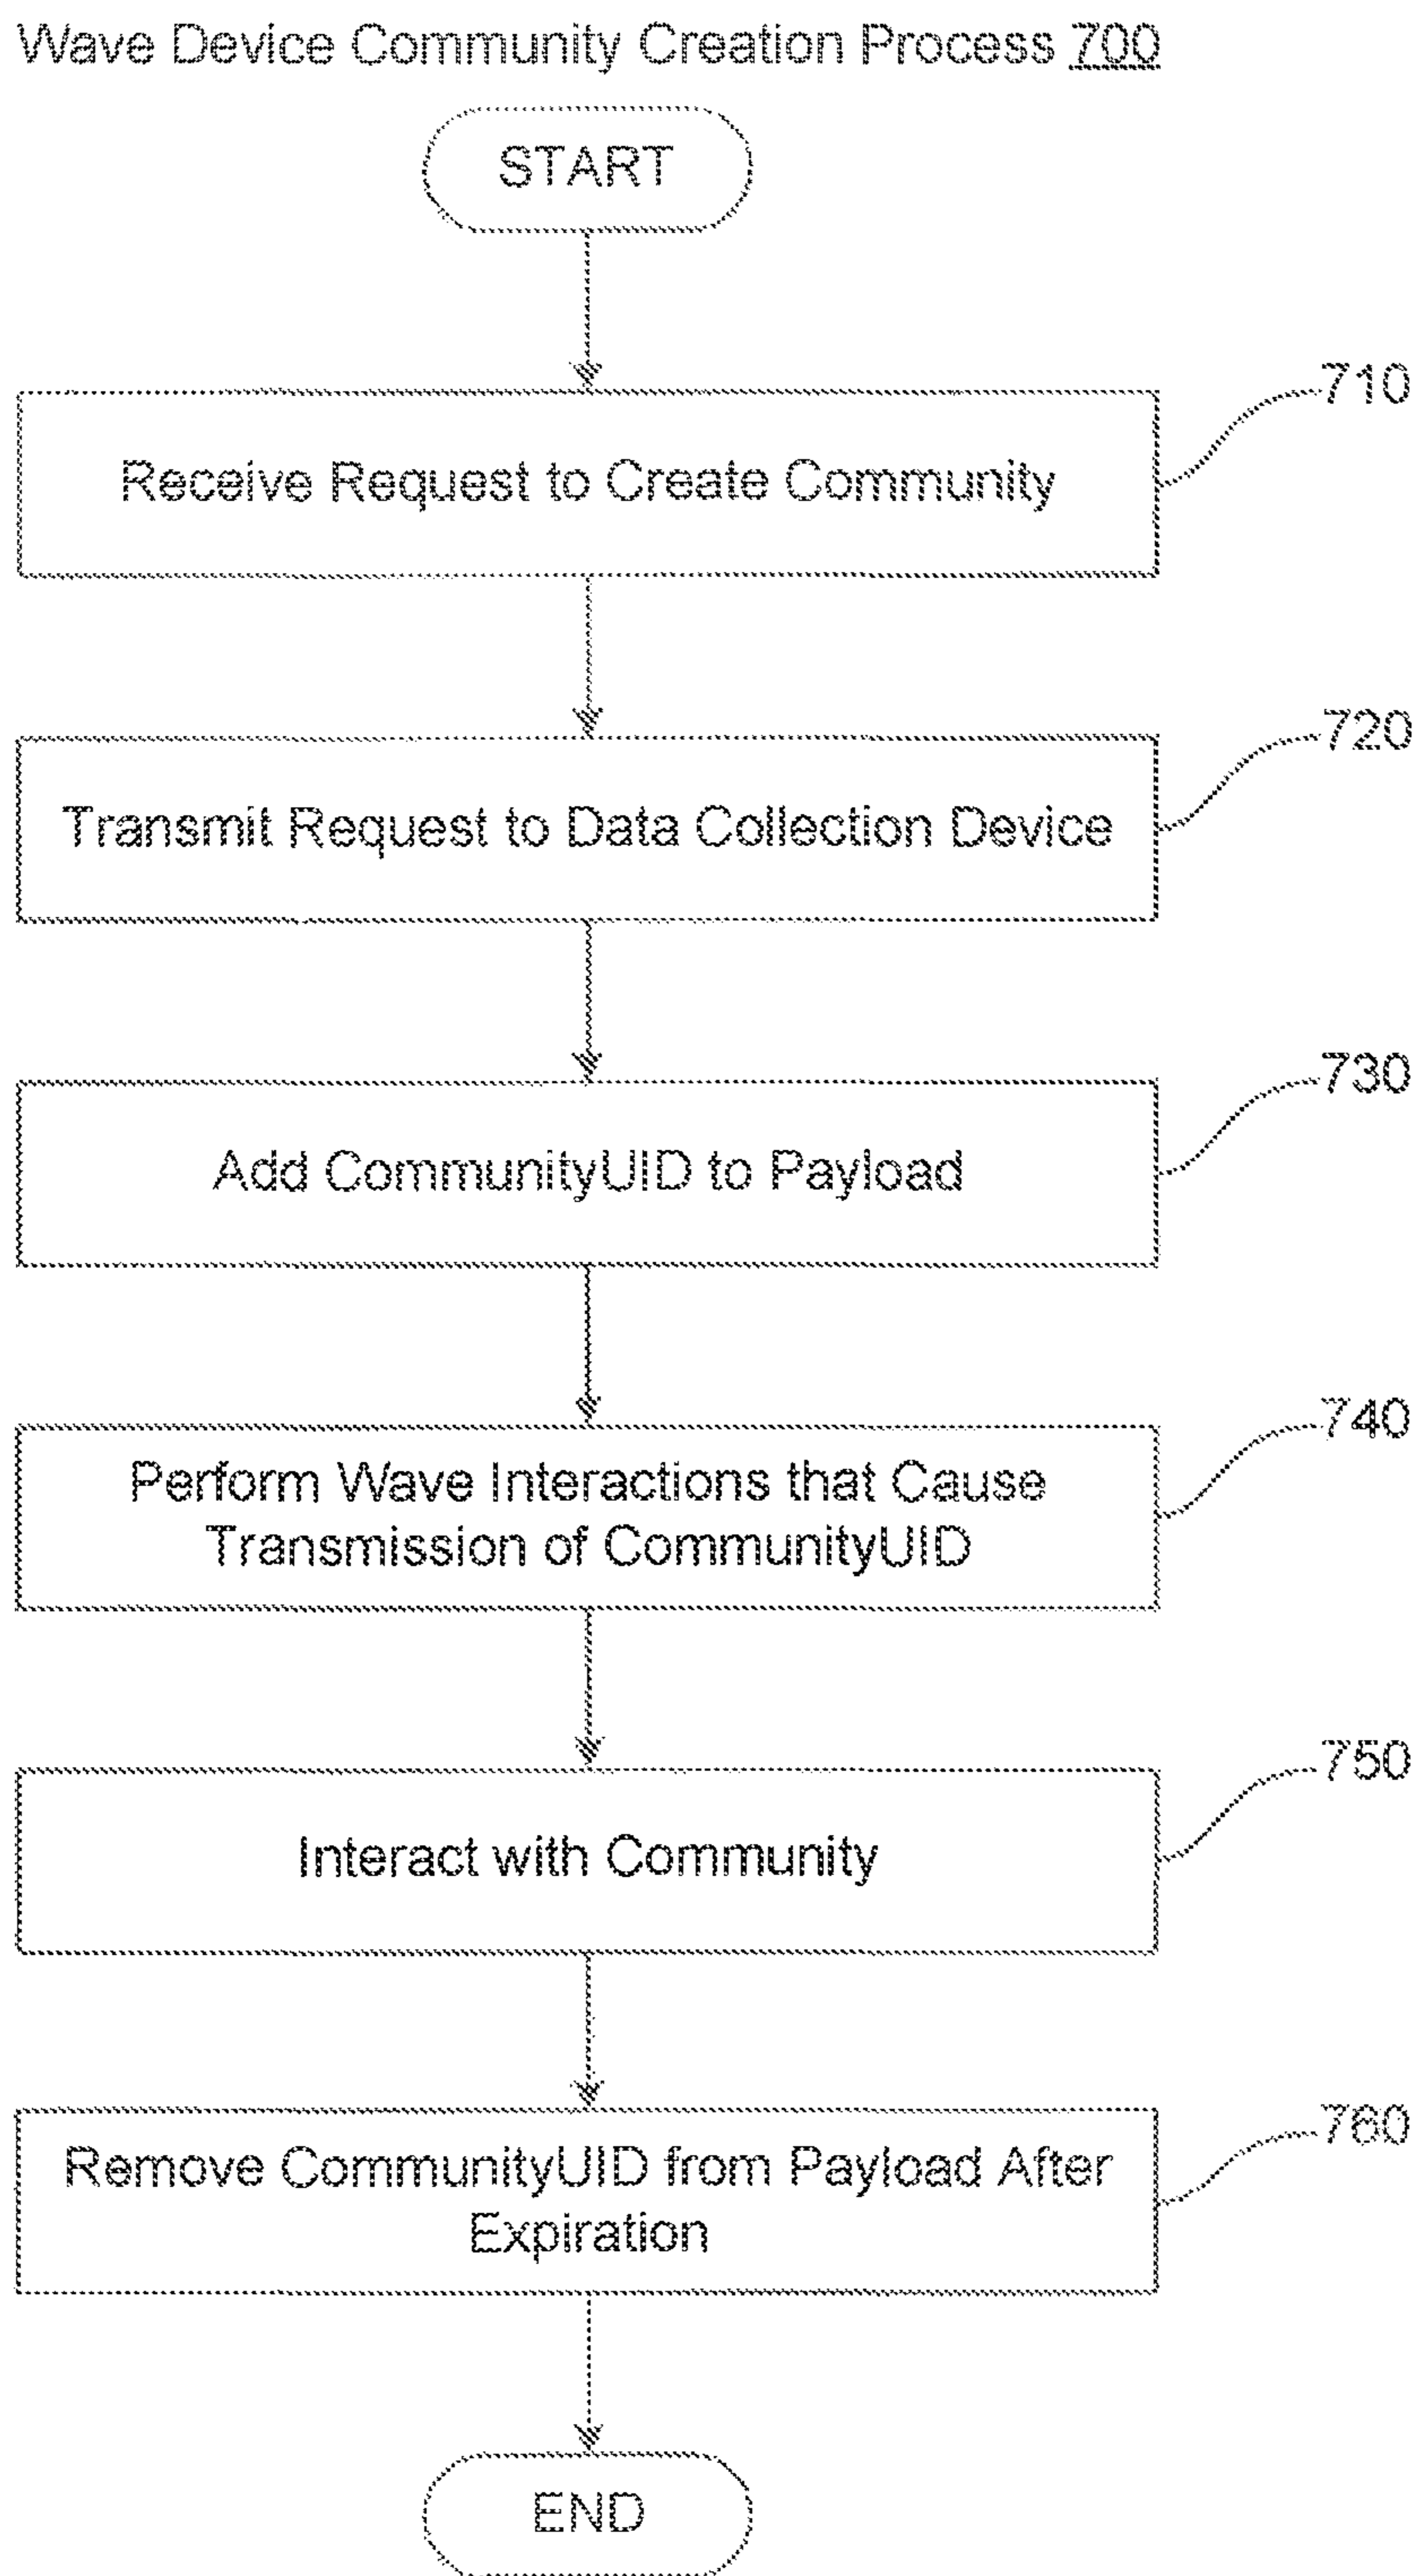 Wave Device Community Creation Process 700
START
710
Receive Request to Create Community
720
Transmit Request to Data Collection Device
730
Add CommunityUID to Payload
740
Perform Wave Interactions that Cause
Transmission of CommunityUID
750
Interact with Community
760
Remove CommunityUID from Payload After
Expiration
END